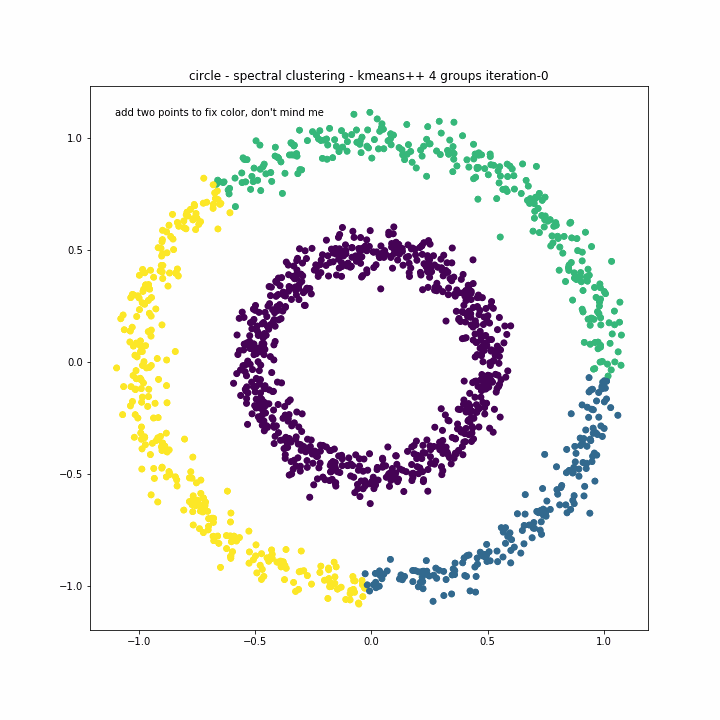 circle - spectral clustering - kmeans++ 4 groups iteration-0
add two points to fix color, don't mind me
1.0
0.5
0.0
−0.5
−1.0
−1.0 −0.5 0.0 0.5 1.0